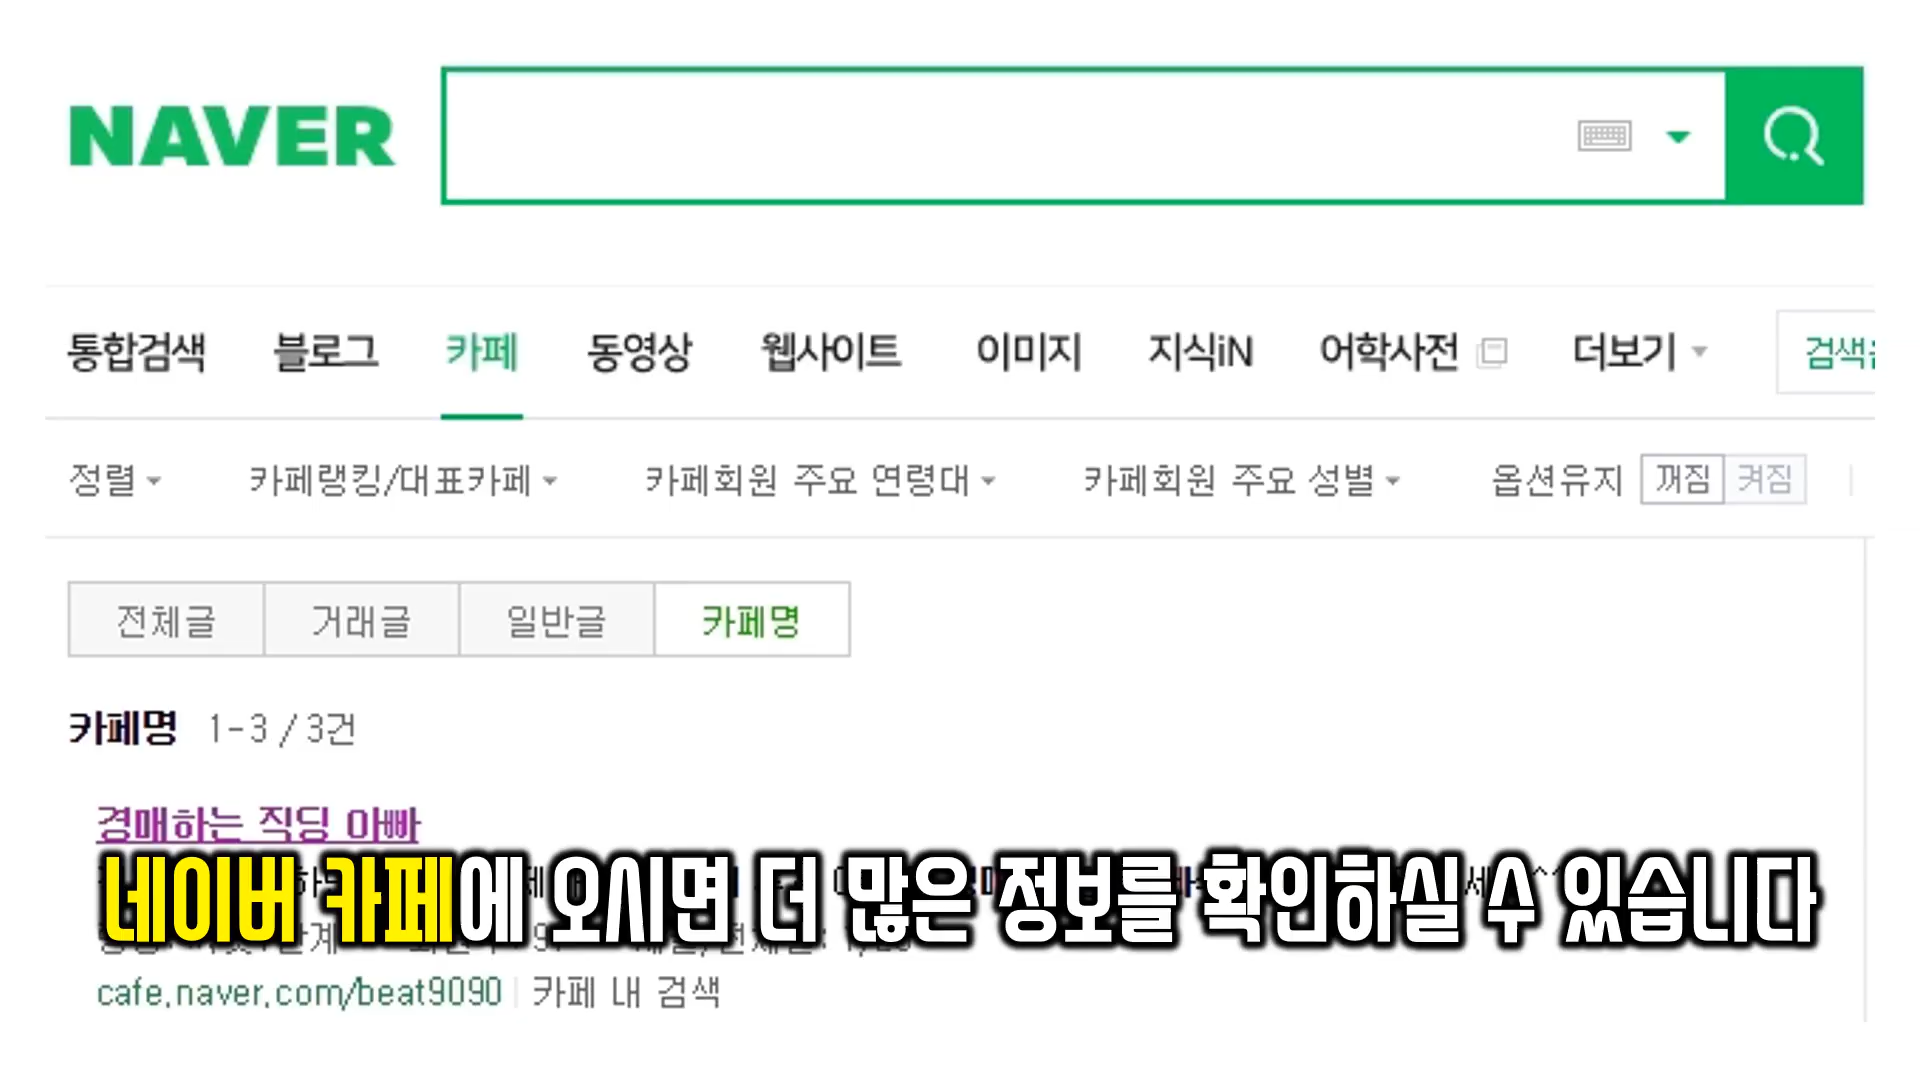 NAVER
통합검색 블로그 카페 동영상 웹사이트 이미지 지식iN 어학사전 더보기
정렬 카페랭킹/대표카페 카페회원 주요 연령대 카페회원 주요 성별 옵션유지 꺼짐 켜짐
전체글 거래글 일반글 카페명
카페명 1-3 / 3건
경매하는 직딩 아빠
네이버 카페에 오시면 더 많은 정보를 확인하실 수 있습니다
cafe.naver.com/beat9090 카페 내 검색